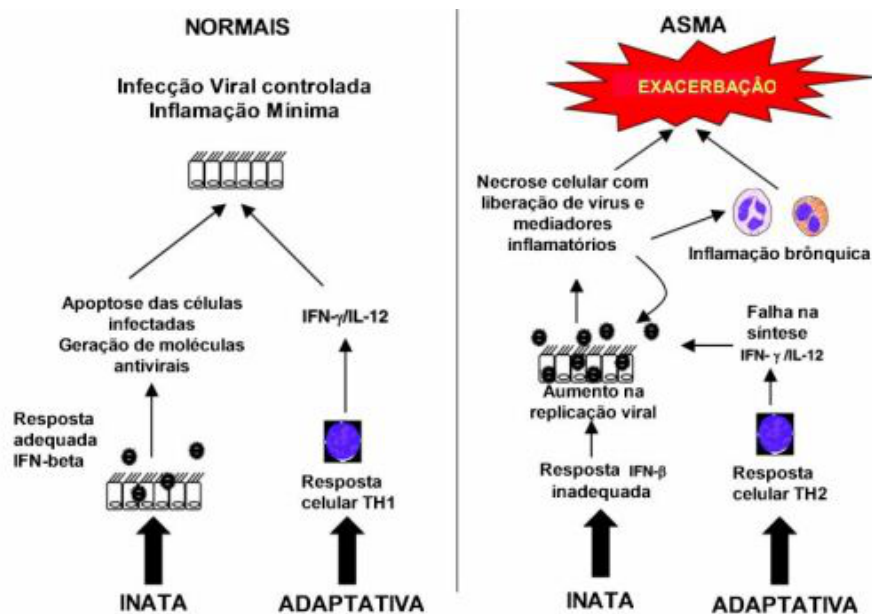 NORMAIS
Infecção Viral controlada
Inflamação Mínima
Apoptose das células
infectadas
Geração de moléculas
antivirais
IFN-γ/IL-12
Resposta
adequada
IFN-beta
Resposta
celular TH1
INATA
ADAPTATIVA
ASMA
EXACERBAÇÂO
Necrose celular com
liberação de vírus e
mediadores
inflamatórios
Inflamação brônquica
Falha na
síntese
IFN- γ /IL-12
Aumento na
replicação viral
Resposta IFN-β
inadequada
Resposta
celular TH2
INATA
ADAPTATIVA